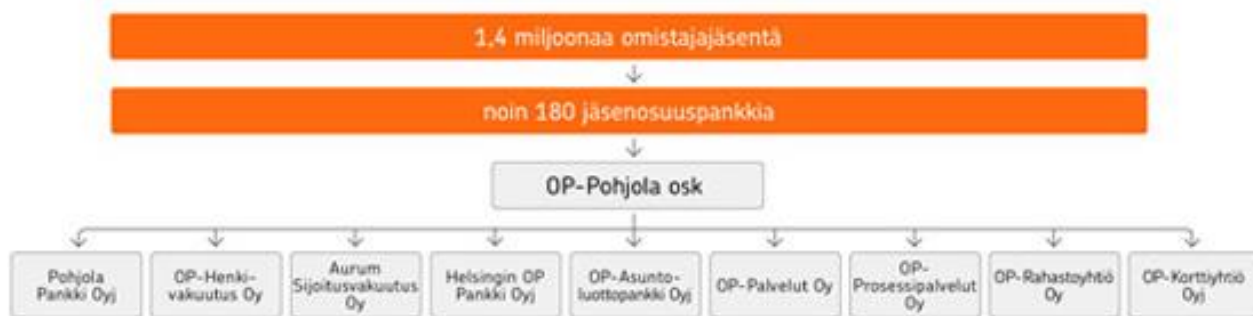 1,4 miljoonaa omistajajäsentä
noin 180 jäsenosuuspankkia
OP-Pohjola osk
Pohjola
Pankki Oyj
OP-Henki-
vakuutus Oy
Aurum
Sijoitusvakuutus
Oy
Helsingin OP
Pankki Oyj
OP-Asunto-
luottopankki Oyj
OP-Palvelut Oy
OP-
Prosessipalvelut
Oy
OP-Rahastoyhtiö
Oy
OP-Korttiyhtiö
Oyj